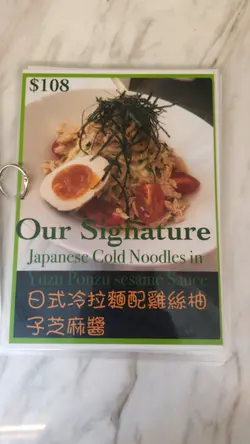 $108
Our Signature
Japanese Cold Noodles in
Yuzu Ponzu sesame Sauce
日式冷拉麵配雞絲柚
子芝麻醬